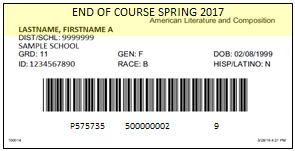 END OF COURSE SPRING 2017
American Literature and Composition
LASTNAME, FIRSTNAME A
DIST/SCHL: 9999999
SAMPLE SCHOOL
GRD: 11 GEN: F DOB: 02/08/1999
ID: 1234567890 RACE: B HISP/LATINO: N
P575735 500000002 9